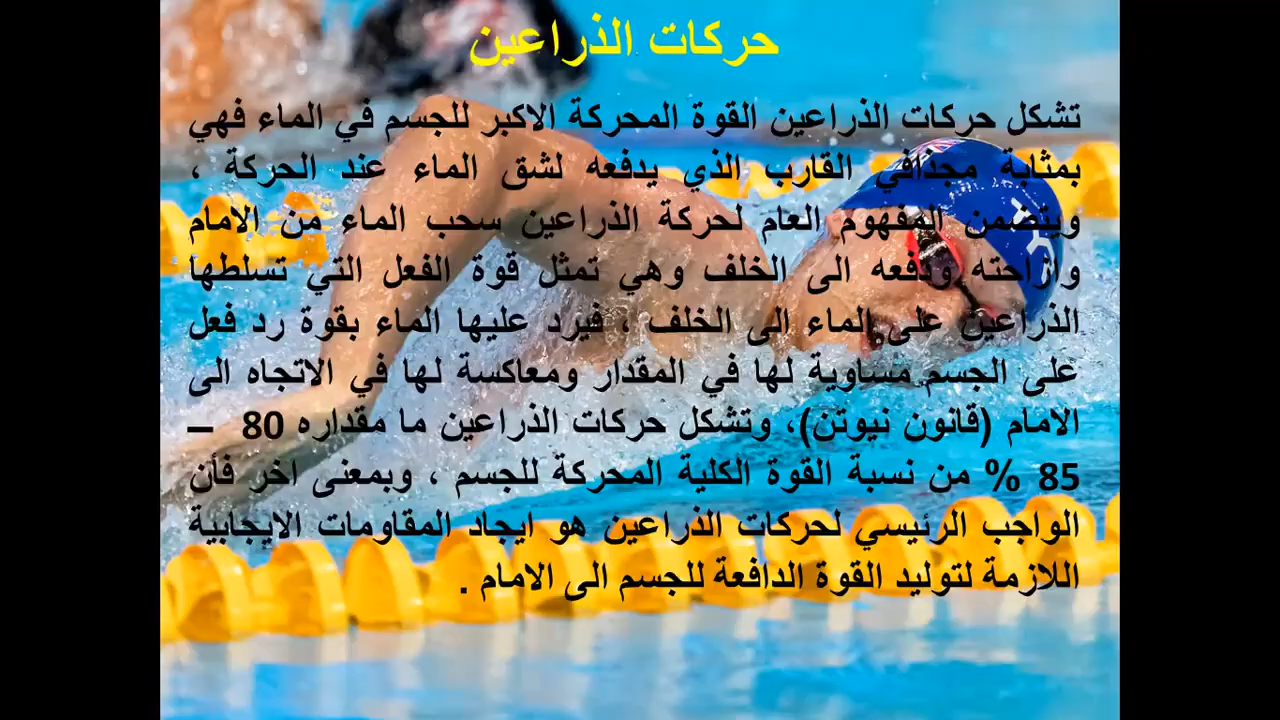 حركات الذراعين
تشكل حركات الذراعين القوة المحركة الاكبر للجسم في الماء فهي
بمثابة مجذافي القارب الذي يدفعه لشق الماء عند الحركة ،
ويتضمن المفهوم العام لحركة الذراعين سحب الماء من الامام
وازاحته ودفعه الى الخلف وهي تمثل قوة الفعل التي تسلطها
الذراعين على الماء الى الخلف ، فيرد عليها الماء بقوة رد فعل
على الجسم مساوية لها في المقدار ومعاكسة لها في الاتجاه الى
الامام (قانون نيوتن)، وتشكل حركات الذراعين ما مقداره 80 –
85 % من نسبة القوة الكلية المحركة للجسم ، وبمعنى اخر فأن
الواجب الرئيسي لحركات الذراعين هو ايجاد المقاومات الايجابية
اللازمة لتوليد القوة الدافعة للجسم الى الامام .